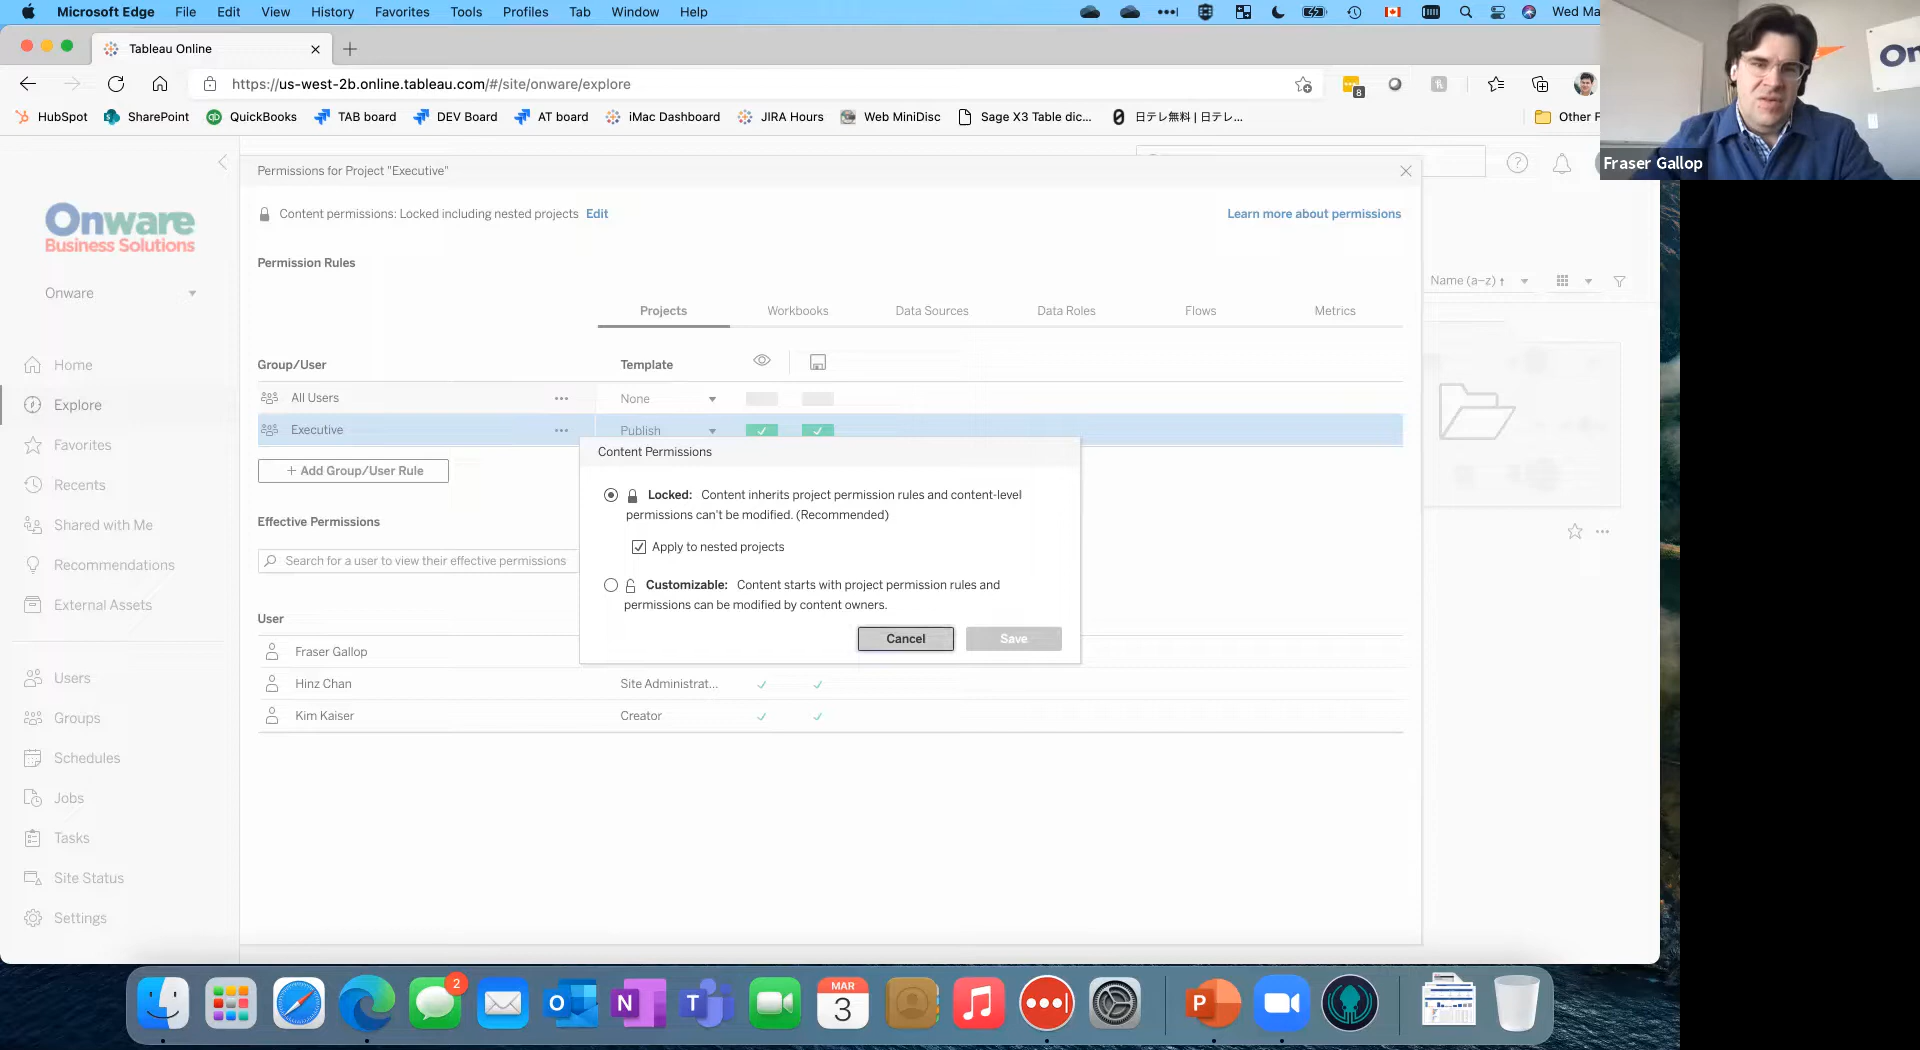 Microsoft Edge File Edit View History Favorites Tools Profiles Tab Window Help Wed Ma
Tableau Online
https://us-west-2b.online.tableau.com/#/site/onware/explore
8
HubSpot SharePoint QuickBooks TAB board DEV Board AT board iMac Dashboard JIRA Hours Web MiniDisc Sage X3 Table dic... 日テレ無料 | 日テレ... Other F
On
Fraser Gallop
Permissions for Project "Executive"
Content permissions: Locked including nested projects Edit
Learn more about permissions
Onware
Business Solutions
Onware
Home
Explore
Favorites
Recents
Shared with Me
Recommendations
External Assets
Users
Groups
Schedules
Jobs
Tasks
Site Status
Settings
Permission Rules
Projects Workbooks Data Sources Data Roles Flows Metrics
Group/User Template
All Users ... None
Executive ... Publish
+ Add Group/User Rule
Effective Permissions
Search for a user to view their effective permissions
User
Fraser Gallop
Hinz Chan Site Administrat...
Kim Kaiser Creator
Content Permissions
Locked: Content inherits project permission rules and content-level
permissions can't be modified. (Recommended)
Apply to nested projects
Customizable: Content starts with project permission rules and
permissions can be modified by content owners.
Cancel Save
Name (a–z) ↑
2
MAR
3